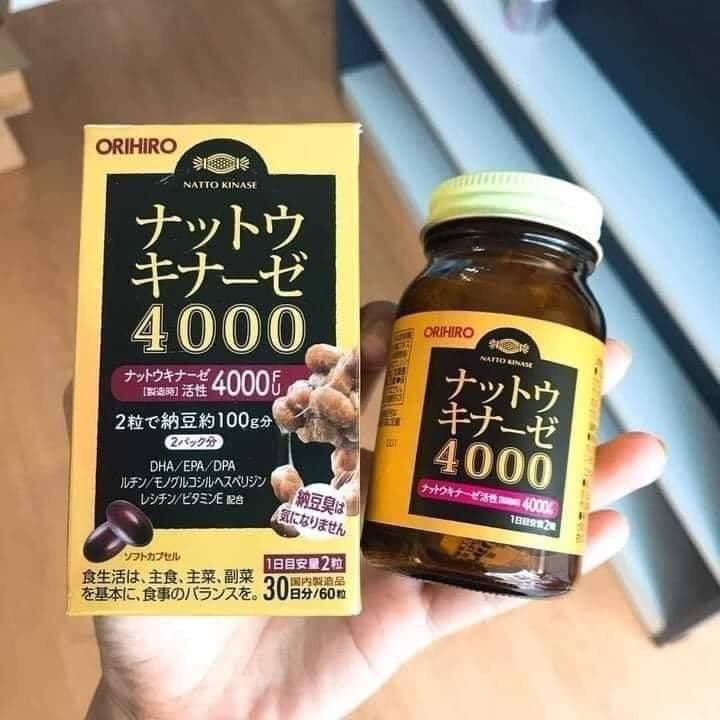 ORIHIRO
NATTO KINASE
ナットウ
キナーゼ
4000
ナットウキナーゼ
[製造時] 活性 4000FU
2粒で納豆約100g分
2パック分
DHA/EPA/DPA
ルチン/モノグルコシルヘスペリジン
レシチン/ビタミンE 配合
納豆臭は
気になりません
ソフトカプセル
1日目安量2粒
国内製造品
30日分/60粒
食生活は、主食、主菜、副菜
を基本に、食事のバランスを。
ORIHIRO
NATTO KINASE
ナットウ
キナーゼ
4000
ナットウキナーゼ活性 4000
1日目安量2粒